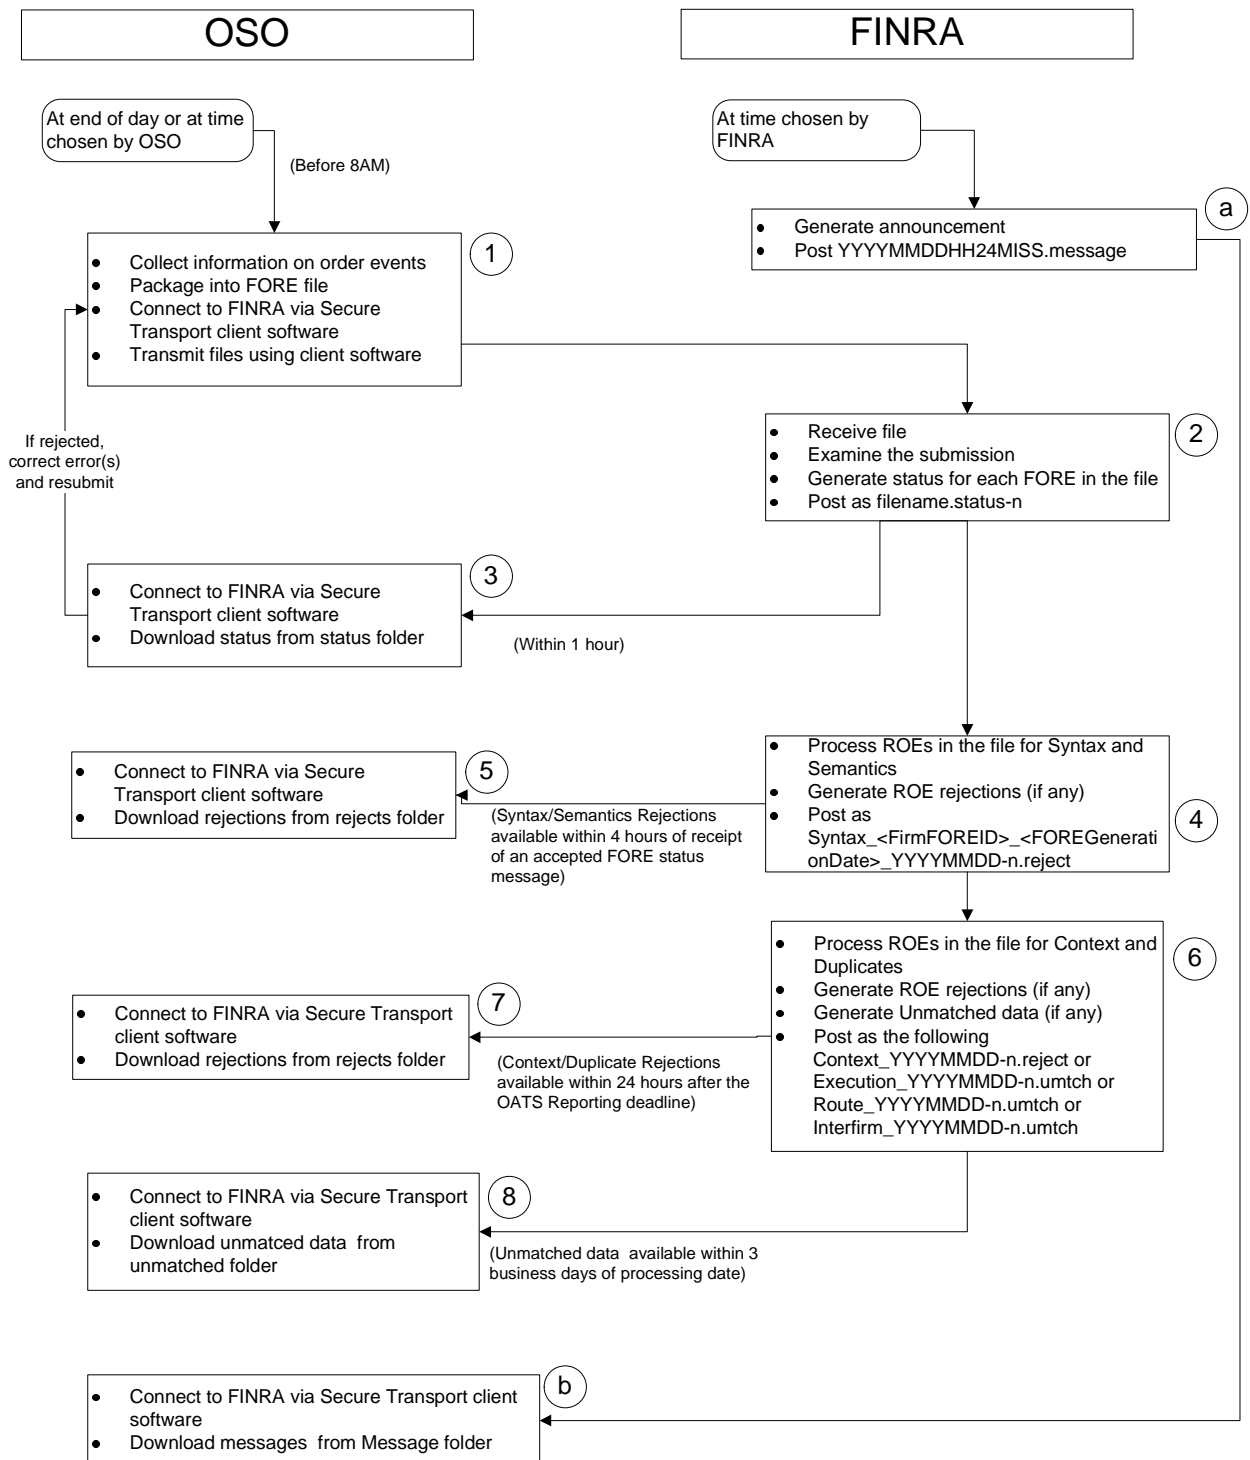 OSO
FINRA
At end of day or at time
chosen by OSO
(Before 8AM)
At time chosen by
FINRA
a
• Generate announcement
• Post YYYYMMDDHH24MISS.message
1
• Collect information on order events
• Package into FORE file
• Connect to FINRA via Secure
Transport client software
• Transmit files using client software
If rejected,
correct error(s)
and resubmit
2
• Receive file
• Examine the submission
• Generate status for each FORE in the file
• Post as filename.status-n
3
• Connect to FINRA via Secure
Transport client software
• Download status from status folder
(Within 1 hour)
• Process ROEs in the file for Syntax and
Semantics
• Generate ROE rejections (if any)
• Post as
Syntax_<FirmFOREID>_<FOREGenerati
onDate>_YYYYMMDD-n.reject
4
5
• Connect to FINRA via Secure
Transport client software
• Download rejections from rejects folder
(Syntax/Semantics Rejections
available within 4 hours of receipt
of an accepted FORE status
message)
• Process ROEs in the file for Context and
Duplicates
• Generate ROE rejections (if any)
• Generate Unmatched data (if any)
• Post as the following
Context_YYYYMMDD-n.reject or
Execution_YYYYMMDD-n.umtch or
Route_YYYYMMDD-n.umtch or
Interfirm_YYYYMMDD-n.umtch
6
7
• Connect to FINRA via Secure Transport
client software
• Download rejections from rejects folder
(Context/Duplicate Rejections
available within 24 hours after the
OATS Reporting deadline)
8
• Connect to FINRA via Secure Transport
client software
• Download unmatced data from
unmatched folder
(Unmatched data available within 3
business days of processing date)
b
• Connect to FINRA via Secure Transport client
software
• Download messages from Message folder